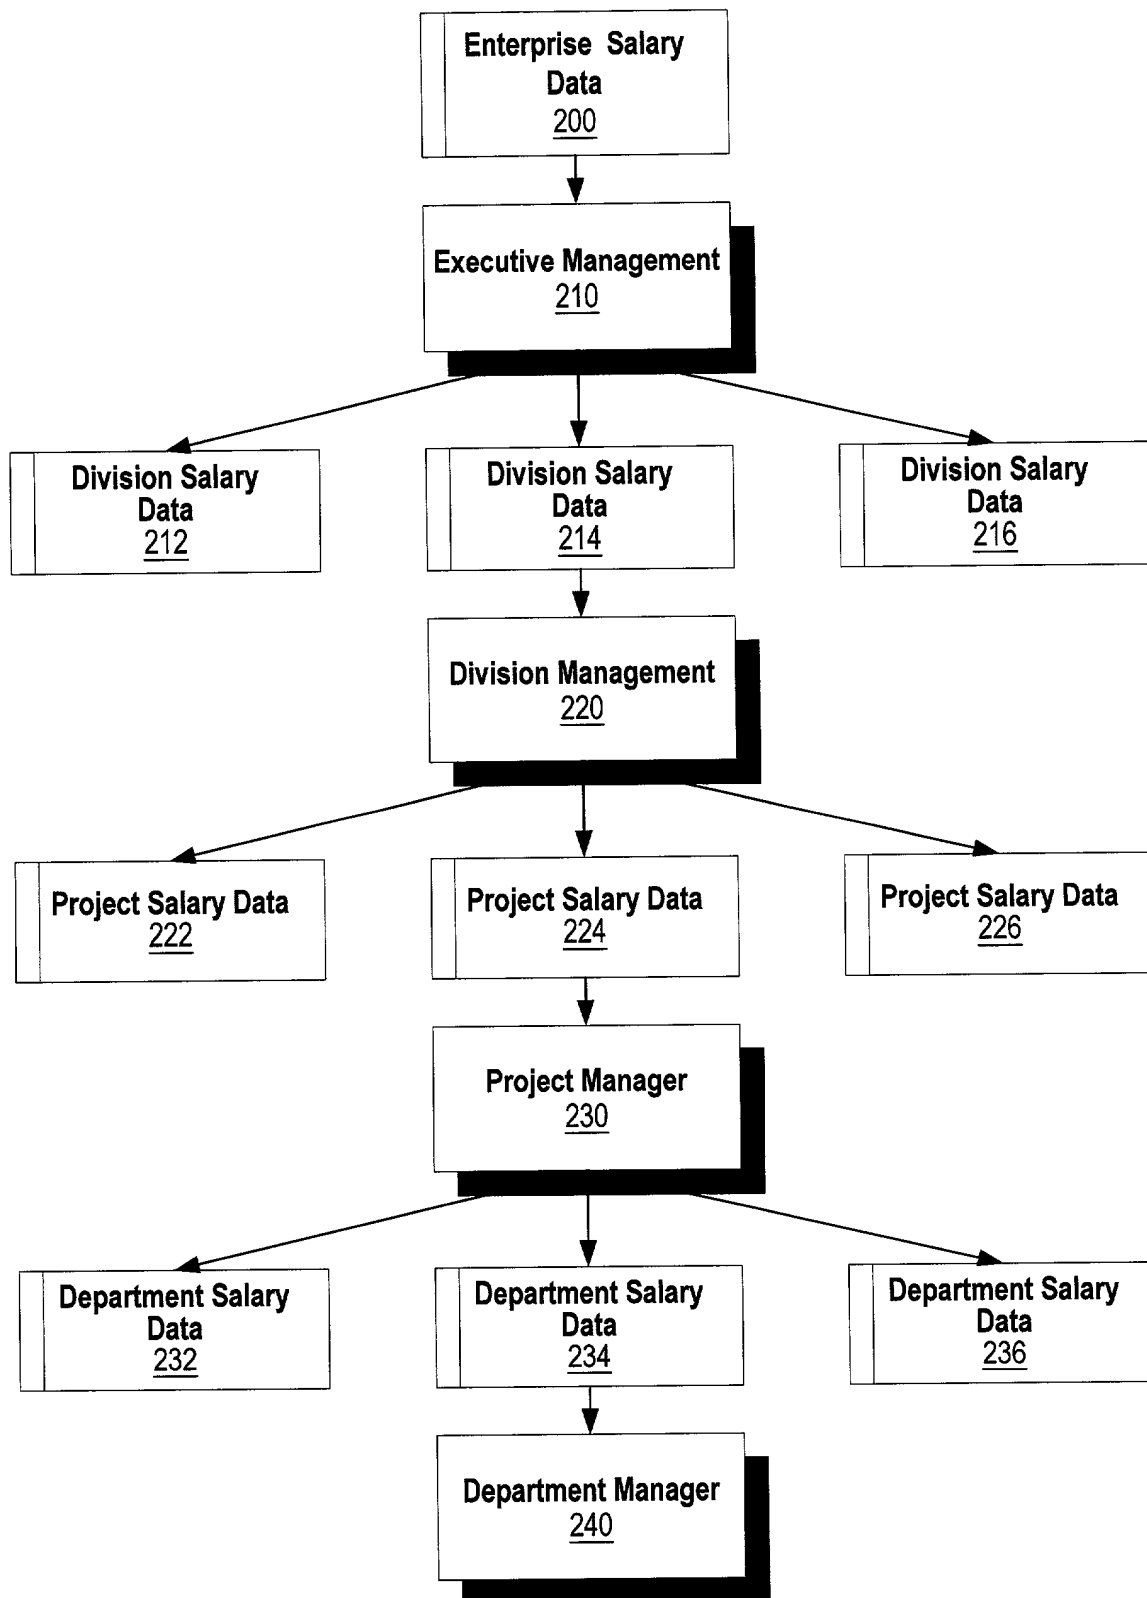 Enterprise Salary
Data
200
Executive Management
210
Division Salary
Data
212
Division Salary
Data
214
Division Salary
Data
216
Division Management
220
Project Salary Data
222
Project Salary Data
224
Project Salary Data
226
Project Manager
230
Department Salary
Data
232
Department Salary
Data
234
Department Salary
Data
236
Department Manager
240